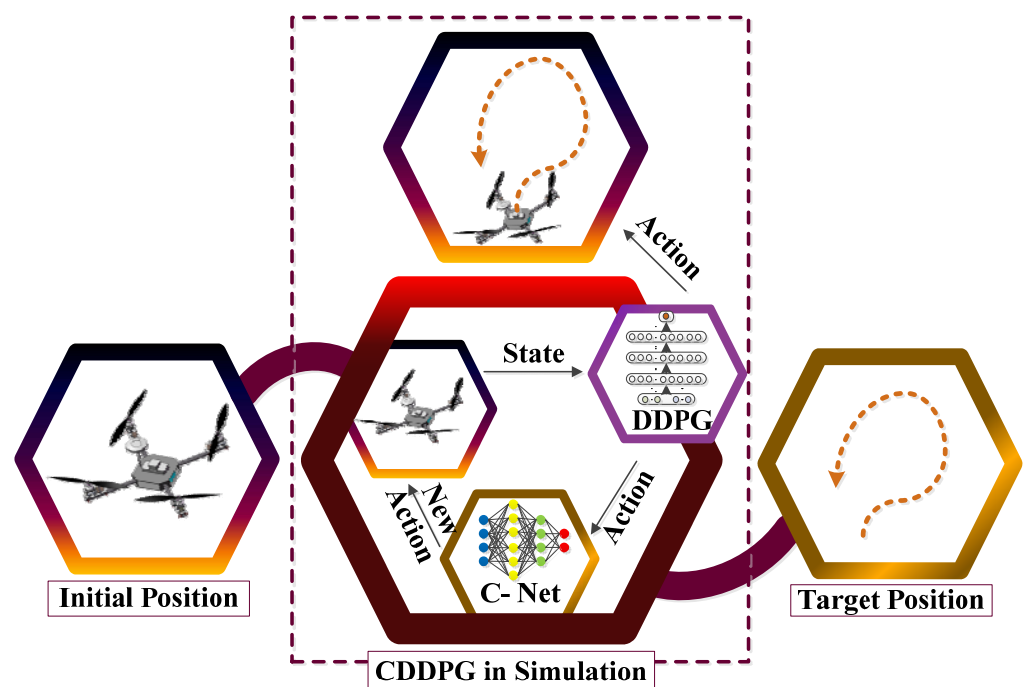 Action
State
DDPG
Action
New
Action
C- Net
Initial Position
Target Position
CDDPG in Simulation